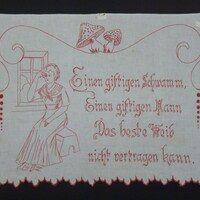 Einen giftigen Schwamm,
Einen giftigen Mann
Das beste Weib
nicht vertragen kann.